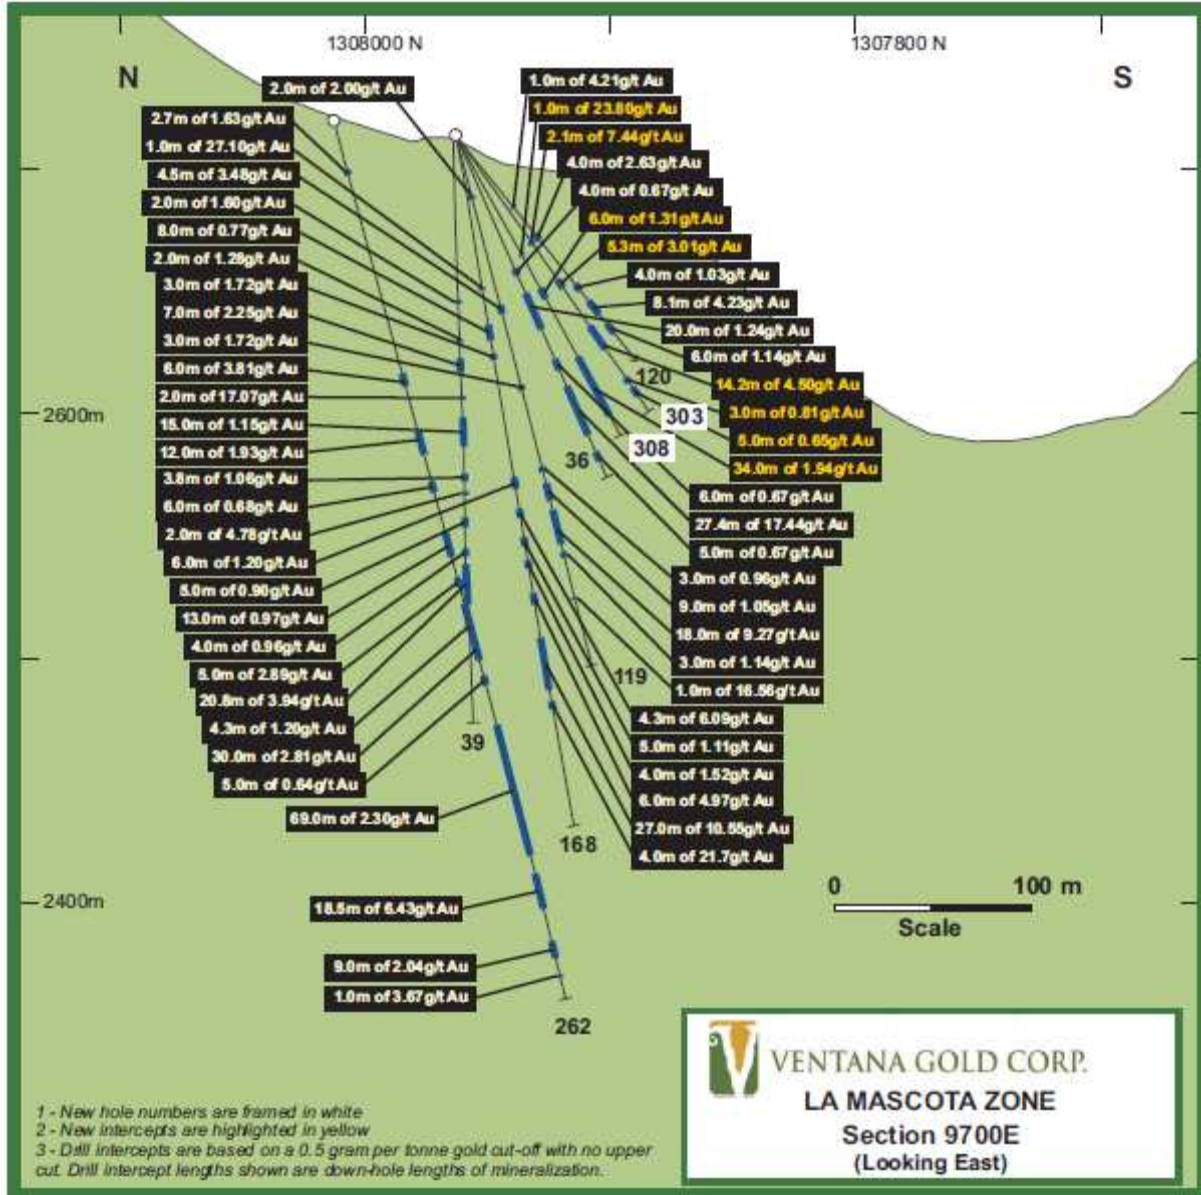 1308000 N
1307800 N
N
S
2.0m of 2.00g/t Au
2.7m of 1.63g/t Au
1.0m 27.10g/t Au
4.5m of 3.48g/t Au
2.0m of 1.60g/t Au
8.0m of 0.77g/t Au
2.0m of 1.28g/t Au
3.0m of 1.72g/t Au
7.0m of 2.25g/t Au
3.0m of 1.72g/t Au
6.0m of 3.81g/t Au
2.0m of 17.07g/t Au
15.0m of 1.15g/t Au
12.0m of 1.93g/t Au
3.8m of 1.06g/t Au
6.0m of 0.68g/t Au
2.0m of 4.78g/t Au
6.0m of 1.20g/t Au
5.0m of 0.90g/t Au
13.0m of 0.97g/t Au
4.0m of 0.96g/t Au
5.0m of 2.89g/t Au
20.8m of 3.94g/t Au
4.3m of 1.20g/t Au
30.0m of 2.81g/t Au
5.0m of 0.64g/t Au
69.0m of 2.30g/t Au
18.5m of 6.43g/t Au
9.0m of 2.04g/t Au
1.0m of 3.67g/t Au
1.0m of 4.21g/t Au
1.0m of 23.80g/t Au
2.1m of 7.44g/t Au
4.0m of 2.63g/t Au
4.0m of 0.67g/t Au
6.0m of 1.31g/t Au
5.3m of 3.01g/t Au
4.0m of 1.03g/t Au
8.1m of 4.23g/t Au
20.0m of 1.24g/t Au
6.0m of 1.14g/t Au
14.2m of 4.50g/t Au
3.0m of 0.81g/t Au
5.0m of 0.65g/t Au
34.0m of 1.94g/t Au
6.0m of 0.67g/t Au
27.4m of 17.44g/t Au
5.0m of 0.67g/t Au
3.0m of 0.96g/t Au
9.0m of 1.05g/t Au
18.0m of 9.27g/t Au
3.0m of 1.14g/t Au
1.0m of 16.56g/t Au
4.3m of 6.09g/t Au
5.0m of 1.11g/t Au
4.0m of 1.52g/t Au
6.0m of 4.97g/t Au
27.0m of 10.55g/t Au
4.0m of 21.7g/t Au
120
303
308
36
119
39
168
262
2600m
2400m
0 100 m
Scale
VENTANA GOLD CORP.
LA MASCOTA ZONE
Section 9700E
(Looking East)
1 - New hole numbers are framed in white
2 - New intercepts are highlighted in yellow
3 - Drill intercepts are based on a 0.5 gram per tonne gold cut-off with no upper
cut. Drill intercept lengths shown are down-hole lengths of mineralization.